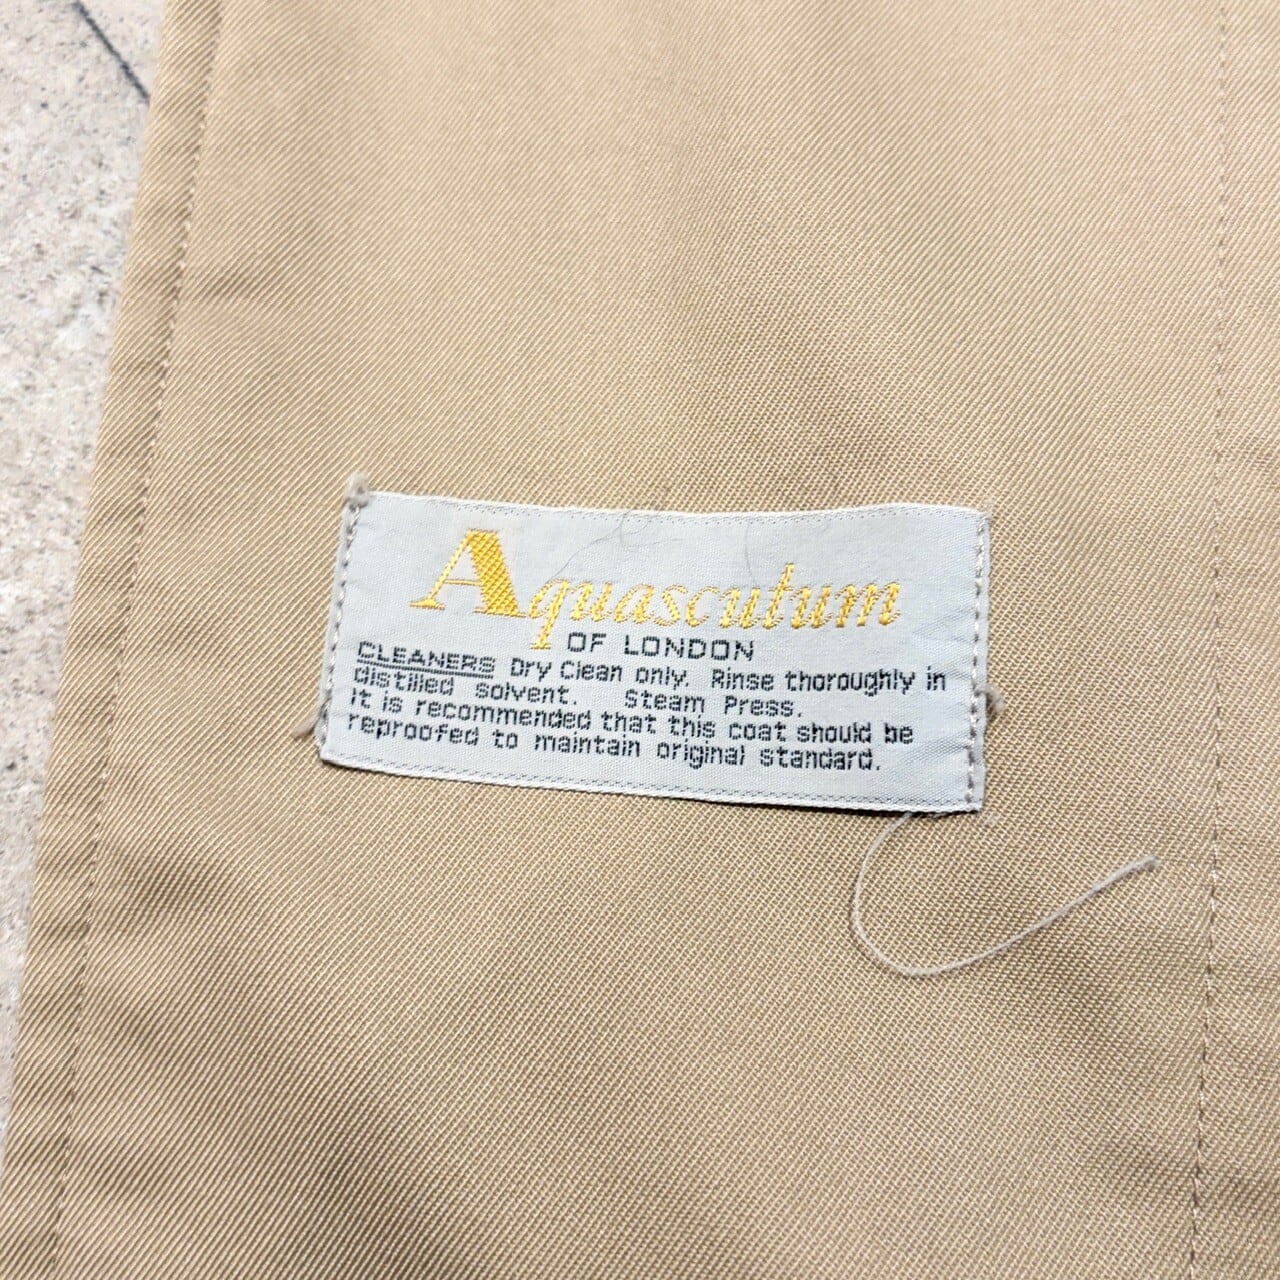 Aquascutum
OF LONDON
CLEANERS Dry Clean only. Rinse thoroughly in
distilled solvent. Steam Press.
It is recommended that this coat should be
reproofed to maintain original standard.